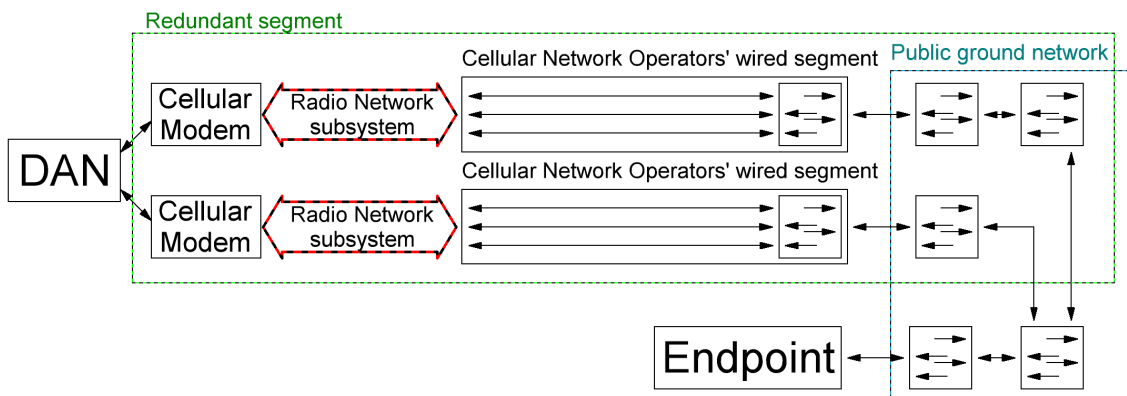 Redundant segment
Cellular Network Operators' wired segment
Public ground network
Cellular
Modem
Radio Network
subsystem
DAN
Cellular Network Operators' wired segment
Cellular
Modem
Radio Network
subsystem
Endpoint